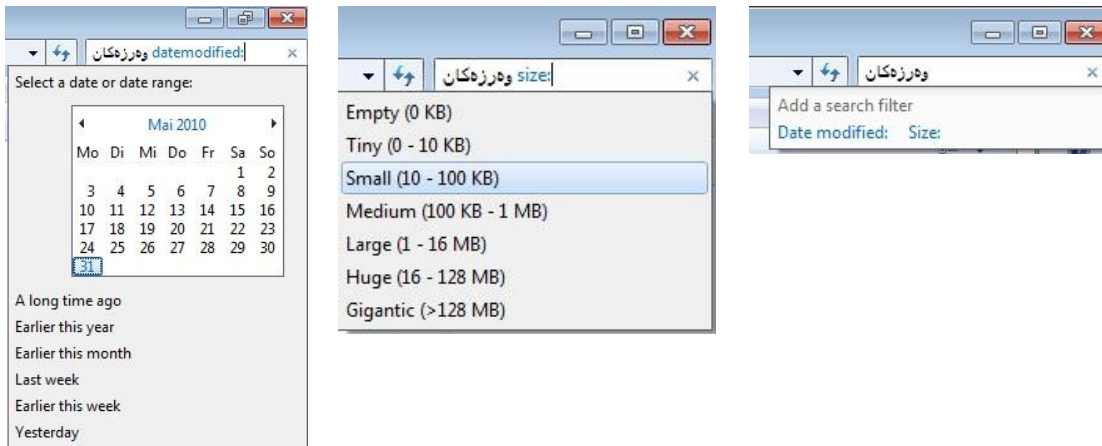 وەرزەکان datemodified:
Select a date or date range:
Mai 2010
Mo Di Mi Do Fr Sa So
1 2
3 4 5 6 7 8 9
10 11 12 13 14 15 16
17 18 19 20 21 22 23
24 25 26 27 28 29 30
31
A long time ago
Earlier this year
Earlier this month
Last week
Earlier this week
Yesterday
وەرزەکان size:
Empty (0 KB)
Tiny (0 - 10 KB)
Small (10 - 100 KB)
Medium (100 KB - 1 MB)
Large (1 - 16 MB)
Huge (16 - 128 MB)
Gigantic (>128 MB)
وەرزەکان
Add a search filter
Date modified: Size: